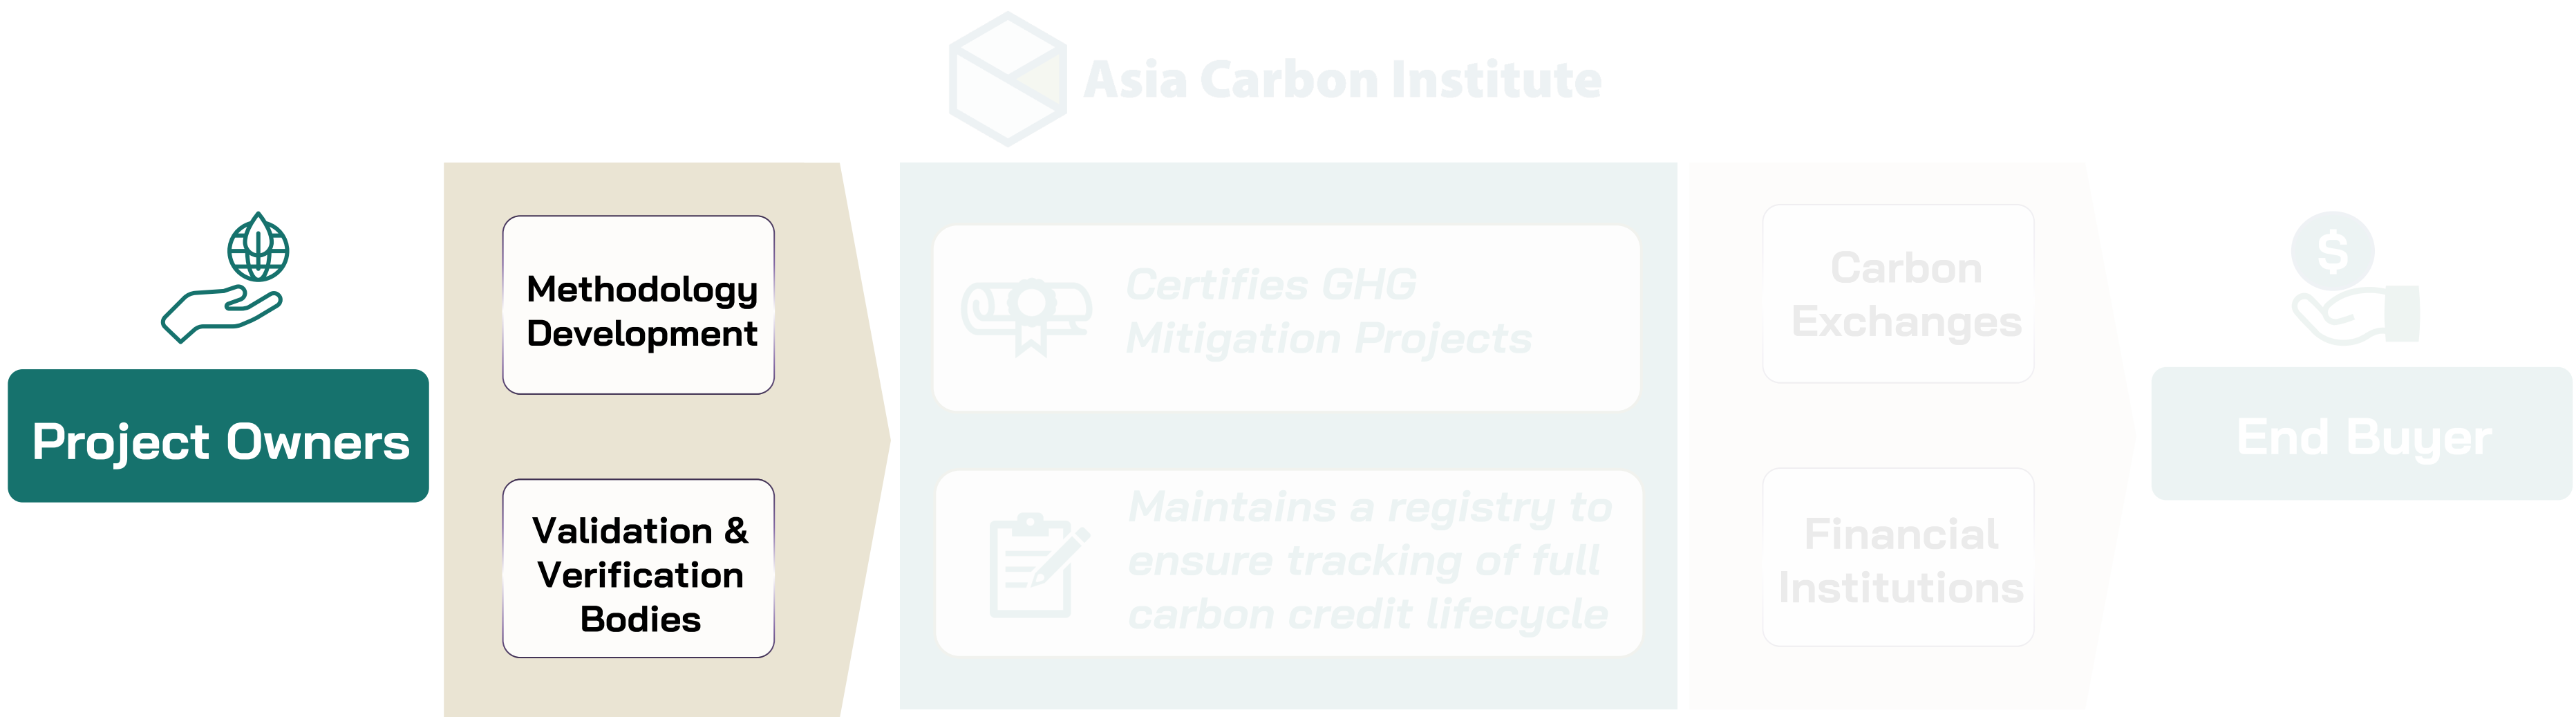 Asia Carbon Institute
Project Owners
Methodology
Development
Validation &
Verification
Bodies
Certifies GHG
Mitigation Projects
Maintains a registry to
ensure tracking of full
carbon credit lifecycle
Carbon
Exchanges
Financial
Institutions
$
End Buyer